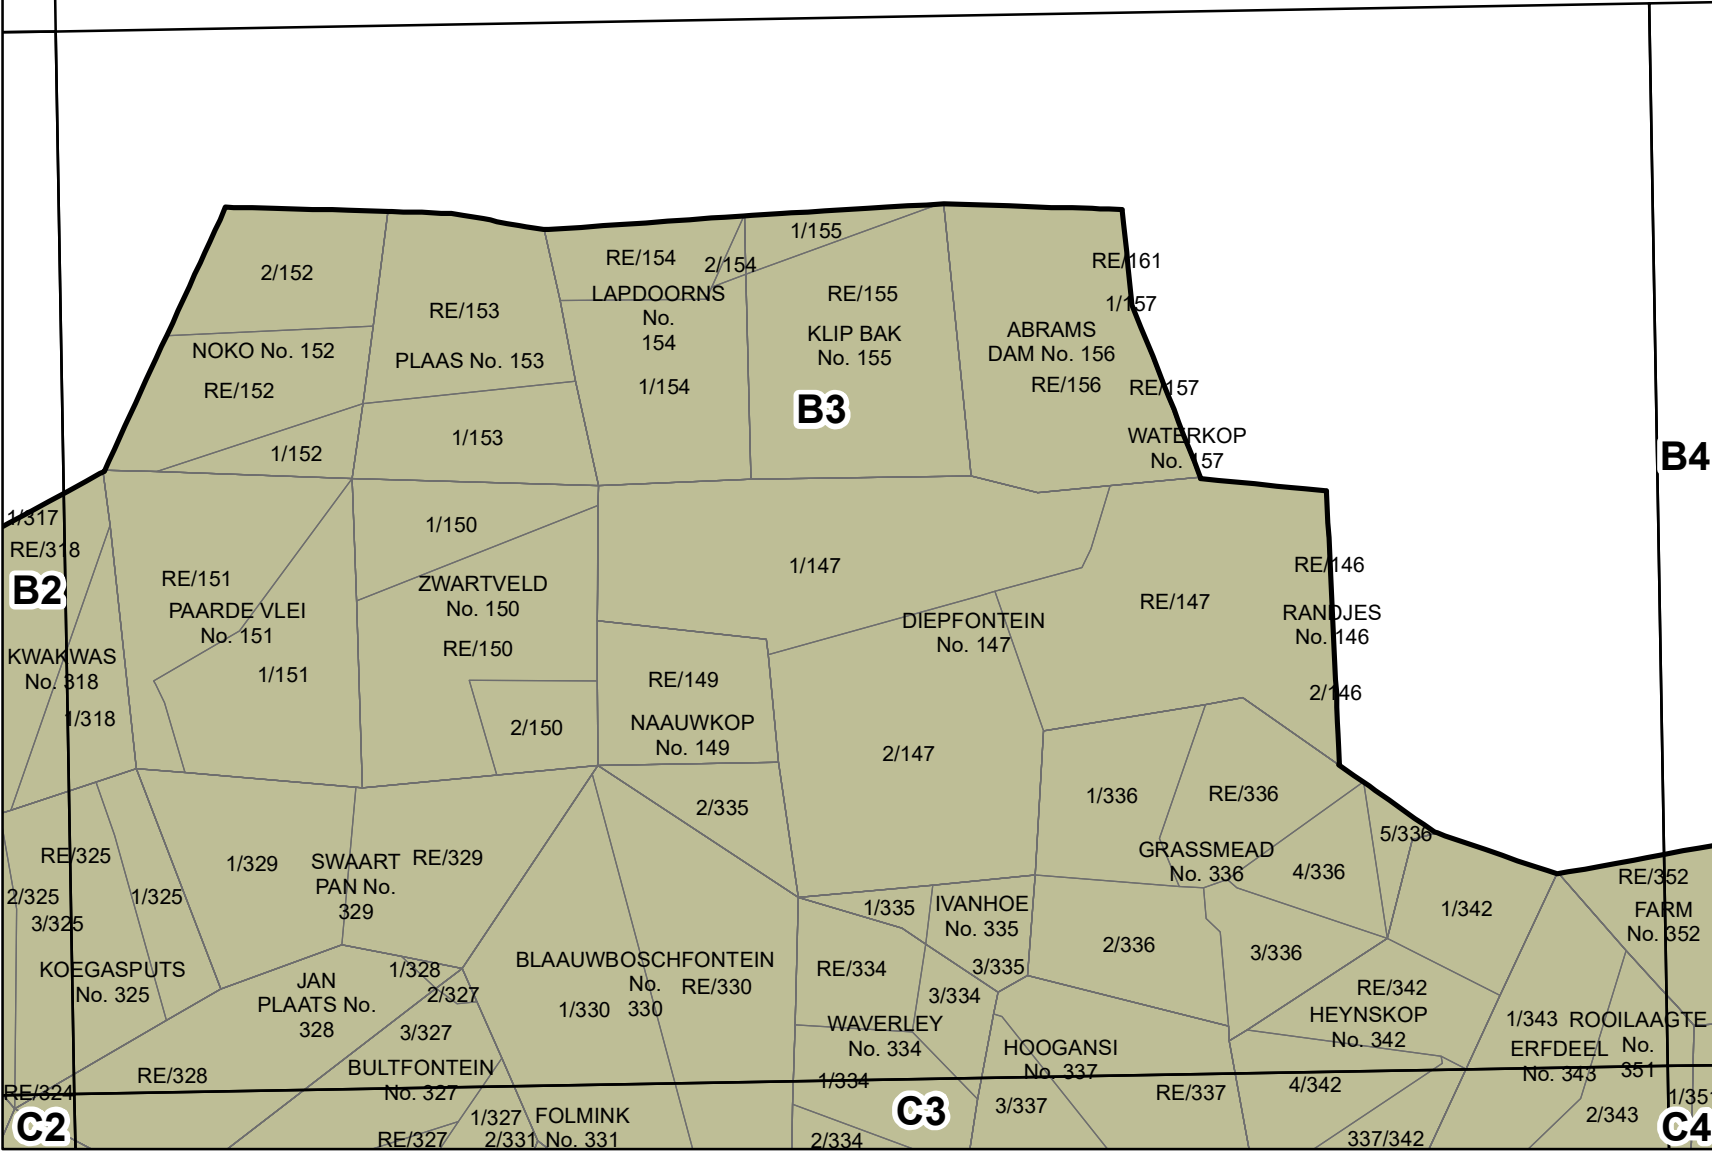 1/155
RE/154
2/154
RE/161
2/152
LAPDOORNS
No.
154
RE/155
1/157
RE/153
KLIP BAK
No. 155
ABRAMS
DAM No. 156
NOKO No. 152
PLAAS No. 153
RE/152
1/154
RE/156
RE/157
B3
1/153
WATERKOP
No. 157
1/152
B4
1/317
1/150
RE/318
1/147
RE/146
B2
RE/151
ZWARTVELD
No. 150
RE/147
PAARDE VLEI
No. 151
DIEPFONTEIN
No. 147
RANDJES
No. 146
KWAKWAS
No. 318
RE/150
1/151
RE/149
2/146
1/318
2/150
NAAUWKOP
No. 149
2/147
2/335
1/336
RE/336
5/336
RE/325
1/329
SWAART
PAN No.
329
RE/329
GRASSMEAD
No. 336
4/336
RE/352
2/325
1/325
3/325
1/335
IVANHOE
No. 335
1/342
FARM
No. 352
2/336
3/336
KOEGASPUTS
No. 325
JAN
PLAATS No.
328
1/328
2/327
BLAAUWBOSCHFONTEIN
No.
330
RE/330
1/330
RE/334
3/335
3/334
RE/342
HEYNSKOP
No. 342
3/327
WAVERLEY
No. 334
1/343
ROOILAAGTE
No.
351
HOOGANSI
No. 337
ERFDEEL
No. 343
RE/328
BULTFONTEIN
No. 327
1/334
4/342
RE/324
RE/337
1/351
C2
1/327
FOLMINK
No. 331
C3
3/337
2/343
C4
RE/327
2/331
2/334
337/342